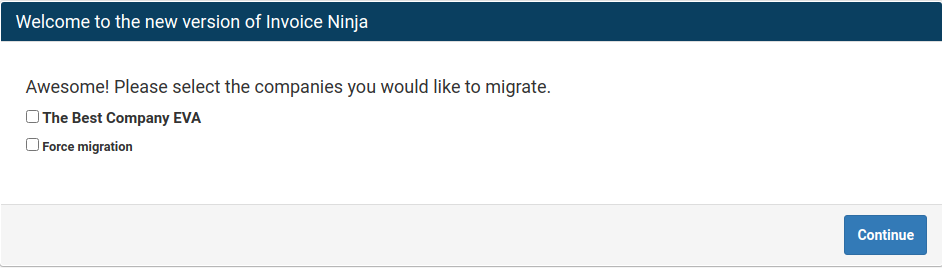 Welcome to the new version of Invoice Ninja
Awesome! Please select the companies you would like to migrate.
The Best Company EVA
Force migration
Continue